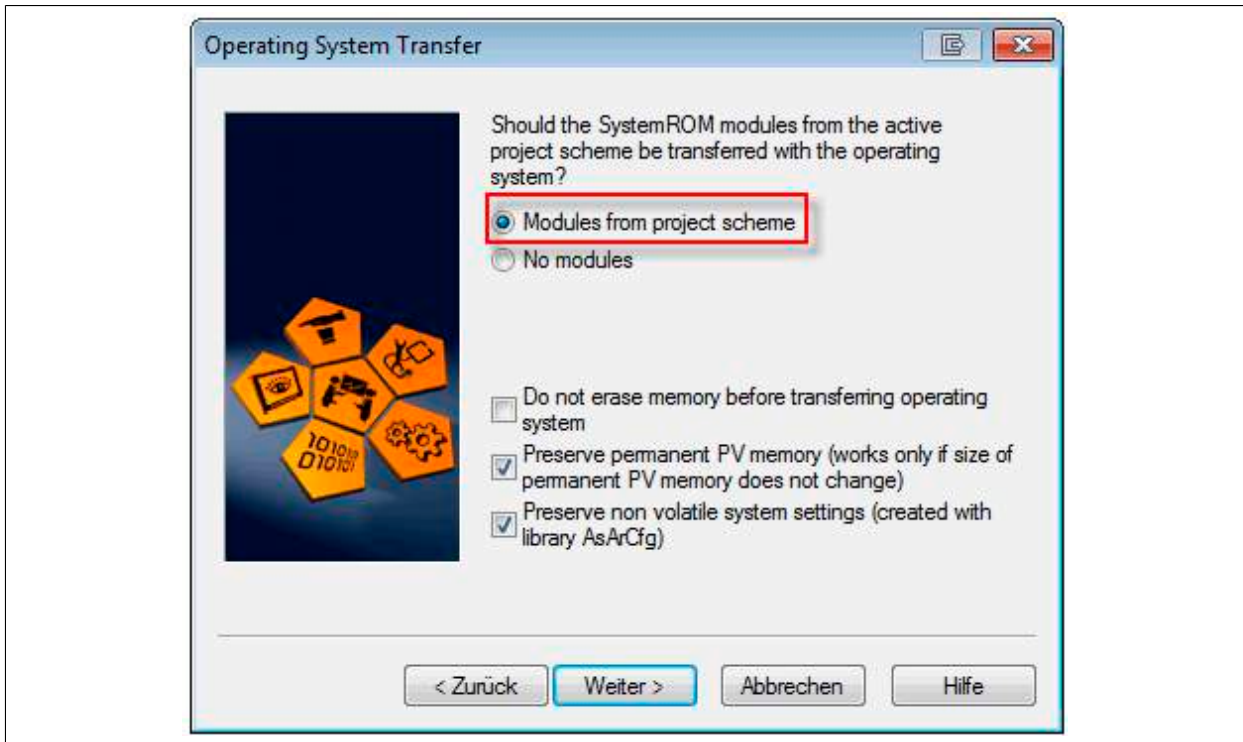 Operating System Transfer
Should the SystemROM modules from the active
project scheme be transferred with the operating
system?
Modules from project scheme
No modules
Do not erase memory before transferring operating
system
Preserve permanent PV memory (works only if size of
permanent PV memory does not change)
Preserve non volatile system settings (created with
library AsArCfg)
101010
010101
< Zurück Weiter > Abbrechen Hilfe